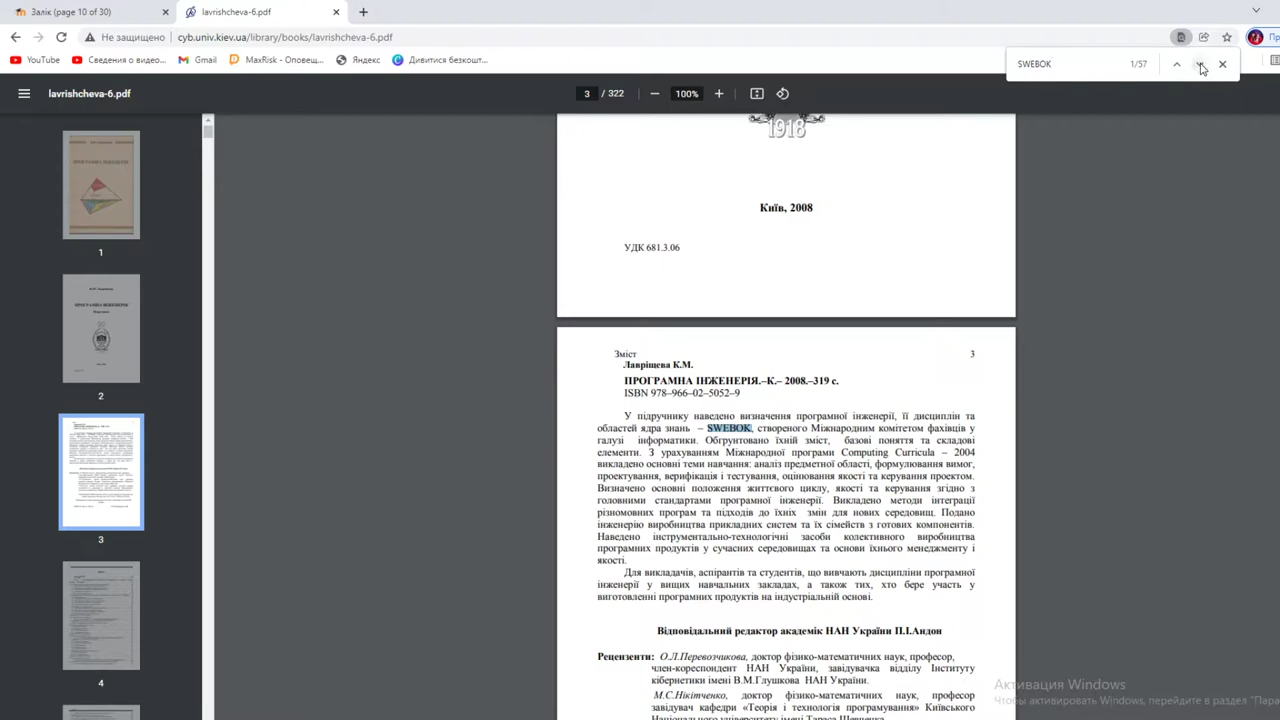 Залік (page 10 of 30)
lavrishcheva-6.pdf
Не защищено
cyb.univ.kiev.ua/library/books/lavrishcheva-6.pdf
YouTube
Сведения о видео...
Gmail
MaxRisk - Оповещ...
Яндекс
Дивитися безкошт...
SWEBOK
1/57
lavrishcheva-6.pdf
3 / 322
100%
1
2
3
4
1918
Київ, 2008
УДК 681.3.06
Зміст 3
Лавріщева К.М.
ПРОГРАМНА ІНЖЕНЕРІЯ.–К.– 2008.–319 с.
ISBN 978–966–02–5052–9
У підручнику наведено визначення програмної інженерії, її дисциплін та
областей ядра знань – SWEBOK, створеного Міжнародним комітетом фахівців у
галузі інформатики. Обґрунтовано їхній зміст, базові поняття та складові
елементи. З урахуванням Міжнародної програми Computing Curricula – 2004
викладено основні теми навчання: аналіз предметної області, формулювання вимог,
проектування, верифікація і тестування, оцінювання якості та керування проектом.
Визначено основні положення життєвого циклу, якості та керування згідно з
головними стандартами програмної інженерії. Викладено методи інтеграції
різномовних програм та підходів до їхніх змін для нових середовищ. Подано
інженерію виробництва прикладних систем та їх сімейств з готових компонентів.
Наведено інструментально-технологічні засоби колективного виробництва
програмних продуктів у сучасних середовищах та основи їхнього менеджменту і
якості.
Для викладачів, аспірантів та студентів, що вивчають дисципліни програмної
інженерії у вищих навчальних закладах, а також тих, хто бере участь у
виготовленні програмних продуктів на індустріальній основі.
Відповідальний редактор академік НАН України П.І.Андон
Рецензенти: О.Л.Перевозчикова, доктор фізико-математичних наук, професор,
член-кореспондент НАН України, завідувачка відділу Інституту
кібернетики імені В.М.Глушкова НАН України.
М.С.Нікітченко, доктор фізико-математичних наук, професор
завідувач кафедри «Теорія і технологія програмування» Київського
Національного університету імені Тараса Шевченка
Активация Windows
Чтобы активировать Windows, перейдите в раздел "Пара